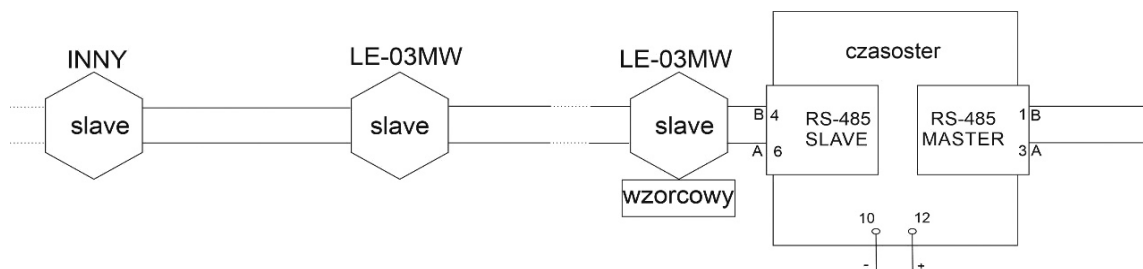 INNY
slave
LE-03MW
slave
LE-03MW
slave
wzorcowy
czasoster
B 4
A 6
RS-485
SLAVE
RS-485
MASTER
1 B
3 A
10 12
- +